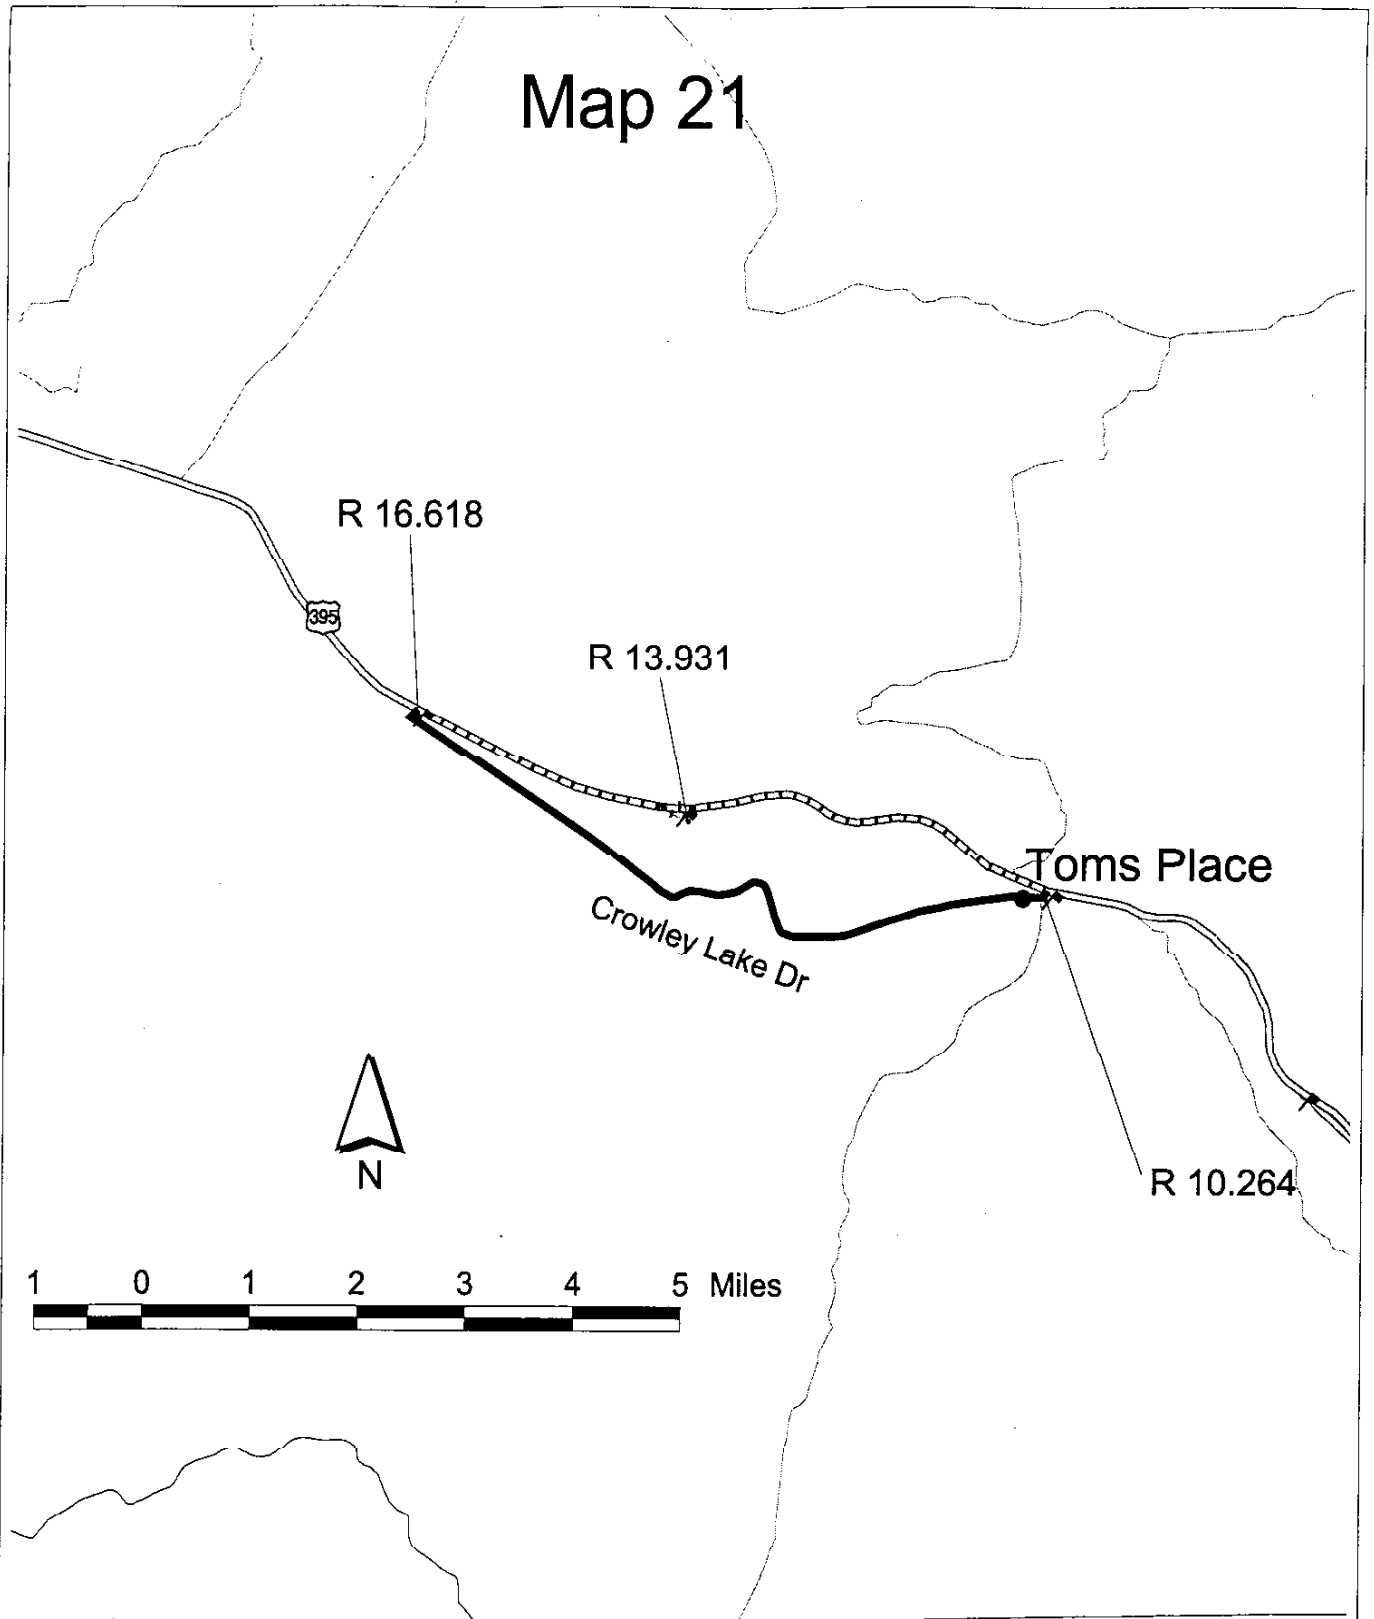 Map 21
R 16.618
395
R 13.931
Toms Place
Crowley Lake Dr
N
R 10.264
1 0 1 2 3 4 5 Miles